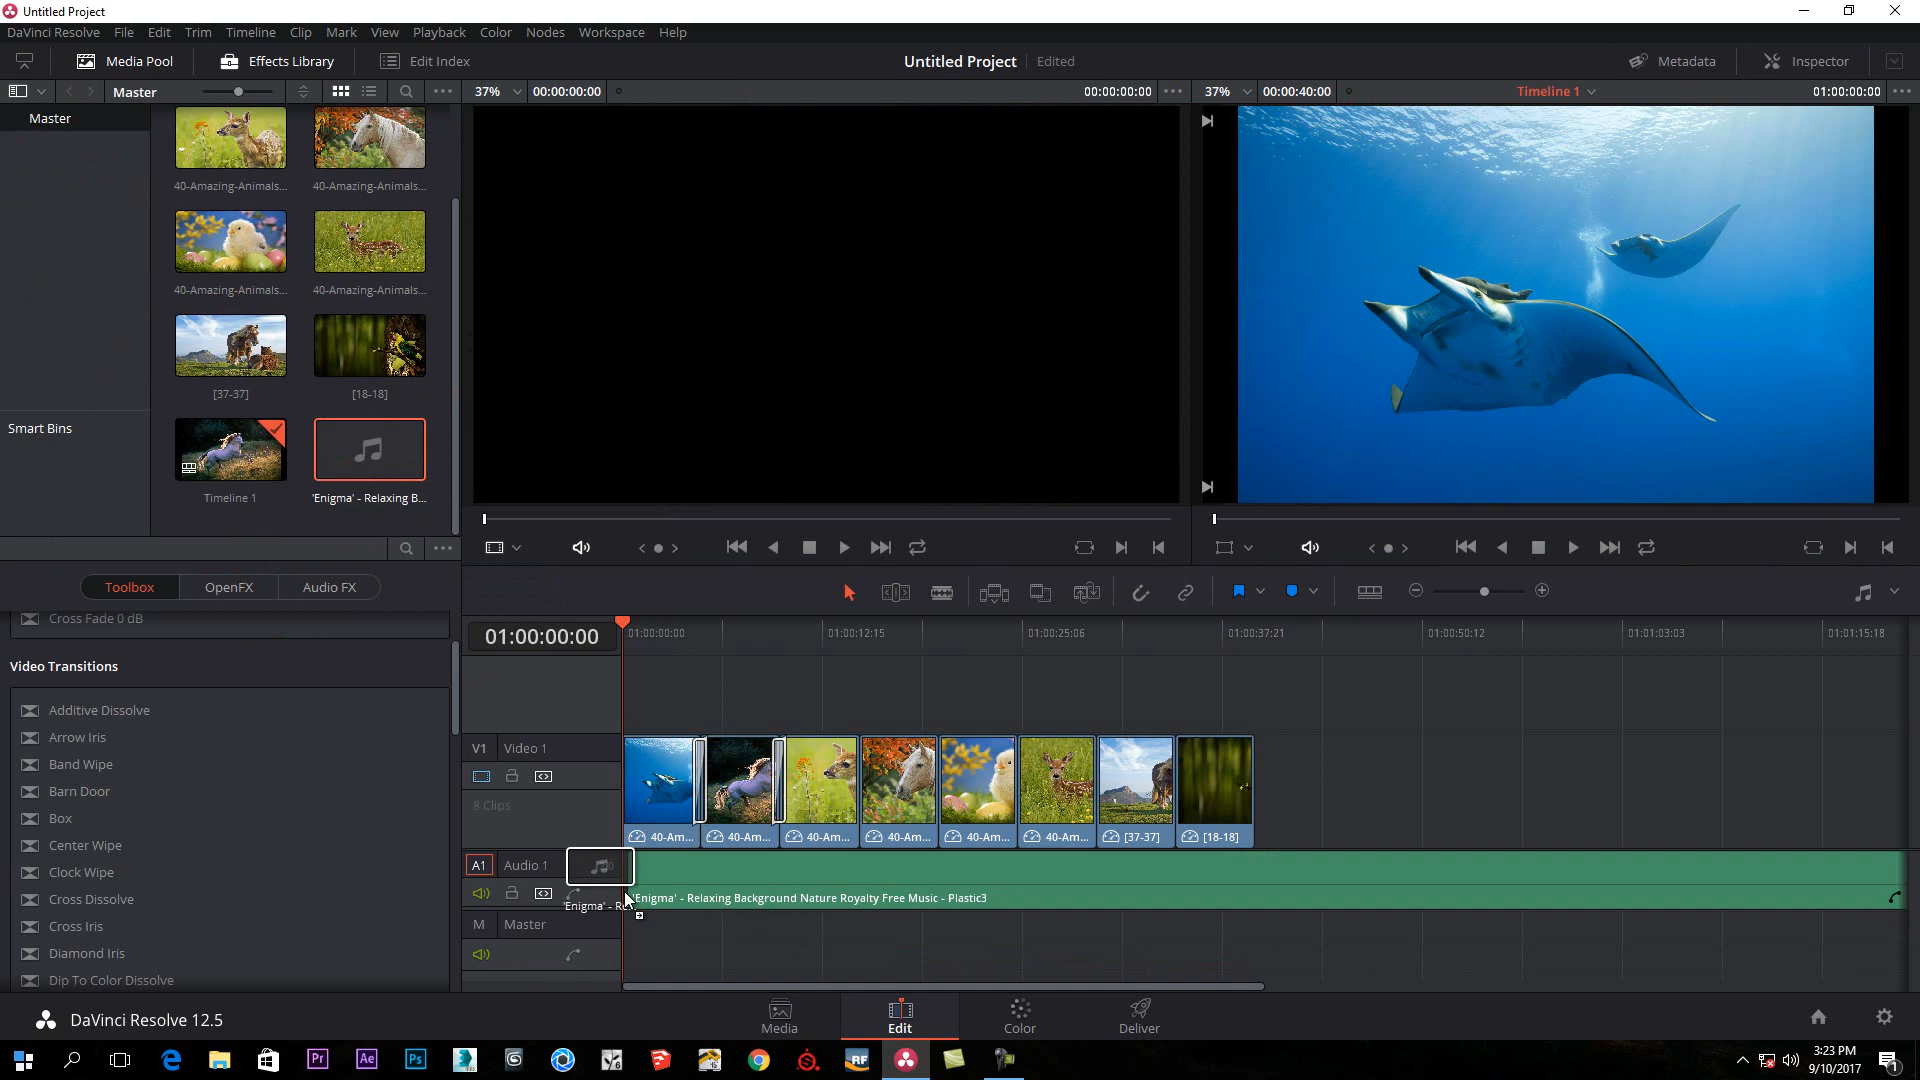 Untitled Project
DaVinci Resolve File Edit Trim Timeline Clip Mark View Playback Color Nodes Workspace Help
Media Pool Effects Library Edit Index Untitled Project Edited Metadata Inspector
Master 37% 00:00:00:00 00:00:00:00 37% 00:00:40:00 Timeline 1 01:00:00:00
Master
40-Amazing-Animals... 40-Amazing-Animals...
40-Amazing-Animals... 40-Amazing-Animals...
[37-37] [18-18]
Smart Bins
Timeline 1 'Enigma' - Relaxing B...
Toolbox OpenFX Audio FX
Cross Fade 0 dB
01:00:00:00 01:00:00:00 01:00:12:15 01:00:25:06 01:00:37:21 01:00:50:12 01:01:03:03 01:01:15:18
Video Transitions
Additive Dissolve
Arrow Iris
Band Wipe
Barn Door
Box
Center Wipe
Clock Wipe
Cross Dissolve
Cross Iris
Diamond Iris
Dip To Color Dissolve
V1 Video 1
8 Clips
40-Am... 40-Am... 40-Am... 40-Am... 40-Am... 40-Am... [37-37] [18-18]
A1 Audio 1
'Enigma' - Re...
'Enigma' - Relaxing Background Nature Royalty Free Music - Plastic3
M Master
DaVinci Resolve 12.5 Media Edit Color Deliver
Pr Ae Ps RF
3:23 PM
9/10/2017
1